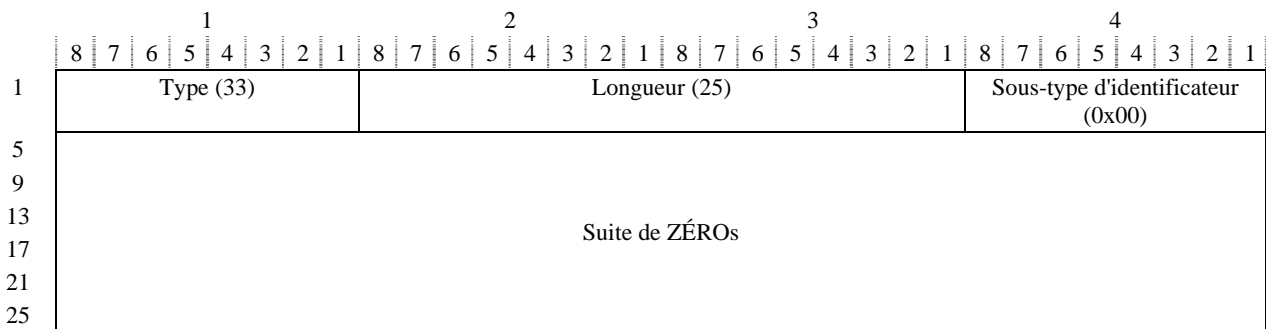 1 2 3 4
8 7 6 5 4 3 2 1 8 7 6 5 4 3 2 1 8 7 6 5 4 3 2 1 8 7 6 5 4 3 2 1
1 Type (33) Longueur (25) Sous-type d'identificateur
(0x00)
5
9
13
Suite de ZÉROs
17
21
25